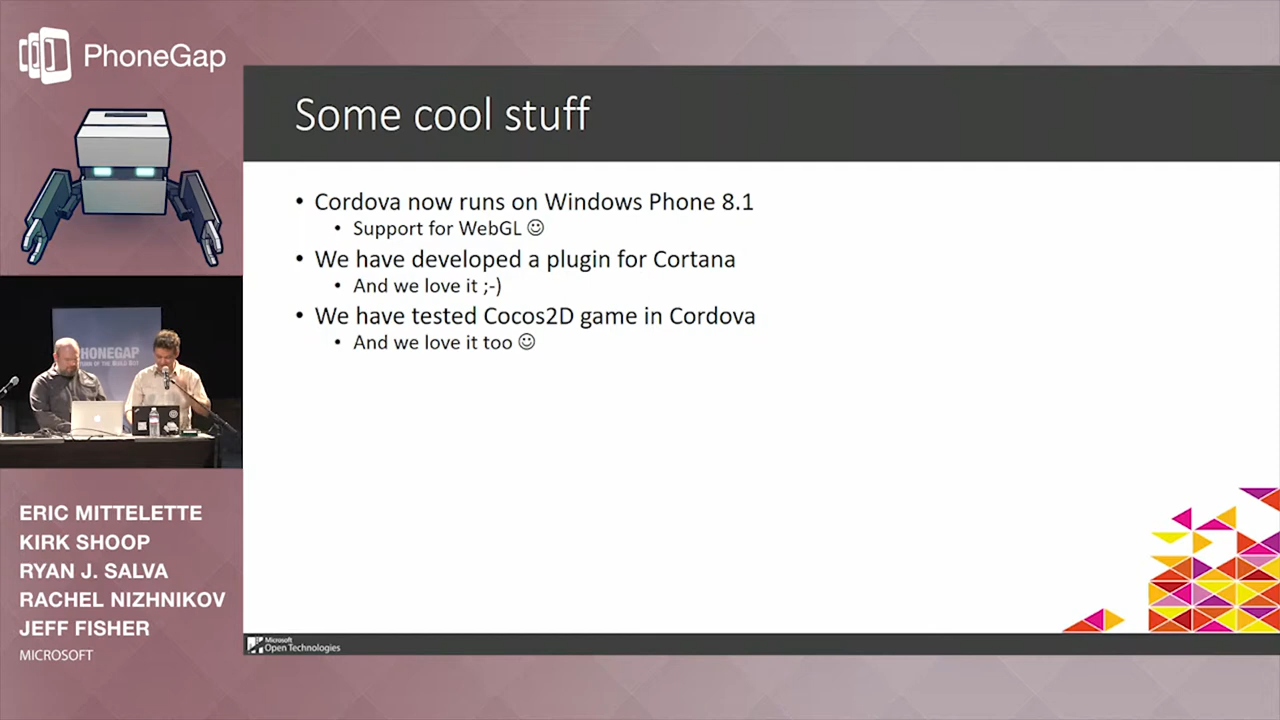 PhoneGap
Some cool stuff
• Cordova now runs on Windows Phone 8.1
• Support for WebGL ☺
• We have developed a plugin for Cortana
• And we love it ;-)
• We have tested Cocos2D game in Cordova
• And we love it too ☺
PHONEGAP
ERIC MITTELETTE
KIRK SHOOP
RYAN J. SALVA
RACHEL NIZHNIKOV
JEFF FISHER
MICROSOFT
Microsoft
Open Technologies